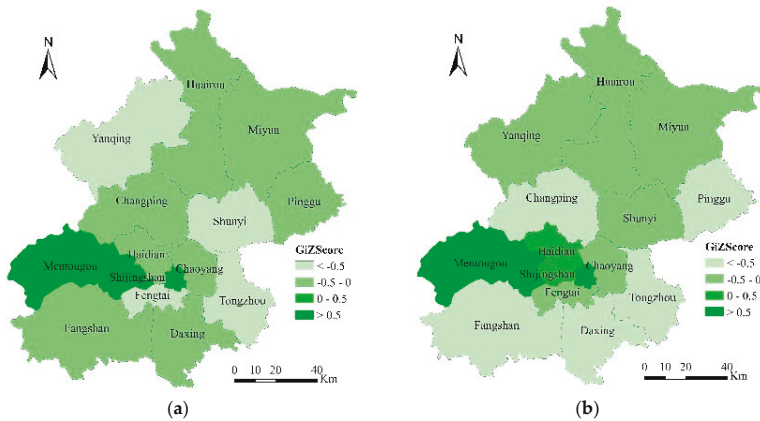 N
Huairou
Yanqing
Miyun
Changping
Pinggu
Shunyi
GiZScore
Mentougou
Haidian
< -0.5
Shijingshan
Chaoyang
-0.5 - 0
Fengtai
0 - 0.5
Tongzhou
> 0.5
Fangshan
Daxing
0 10 20 40
Km
(a)
N
Huairou
Yanqing
Miyun
Changping
Pinggu
Shunyi
GiZScore
Haidian
Mentougou
< -0.5
Shijingshan
Chaoyang
-0.5 - 0
Fengtai
0 - 0.5
Tongzhou
> 0.5
Fangshan
Daxing
0 10 20 40
Km
(b)